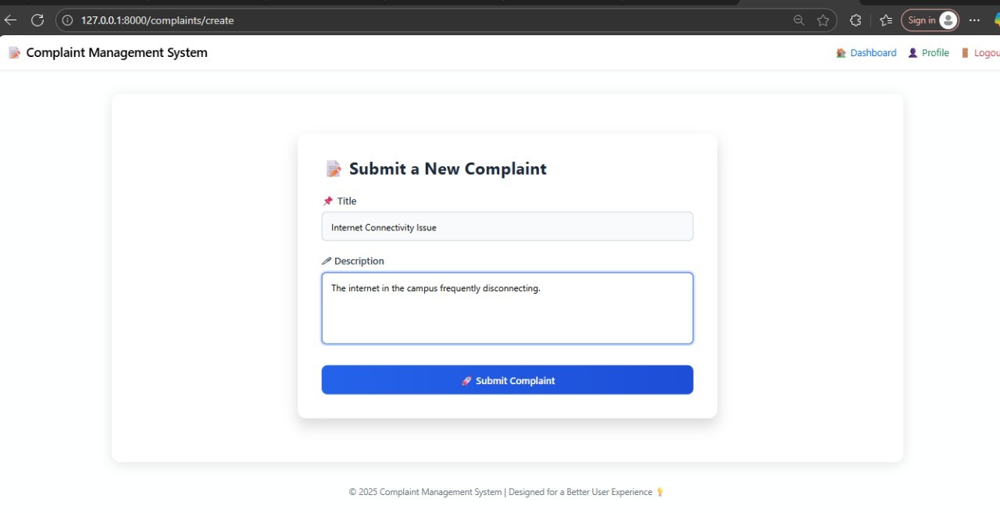 127.0.0.1:8000/complaints/create
Sign in
Complaint Management System
Dashboard Profile Logou
Submit a New Complaint
Title
Internet Connectivity Issue
Description
The internet in the campus frequently disconnecting.
Submit Complaint
© 2025 Complaint Management System | Designed for a Better User Experience